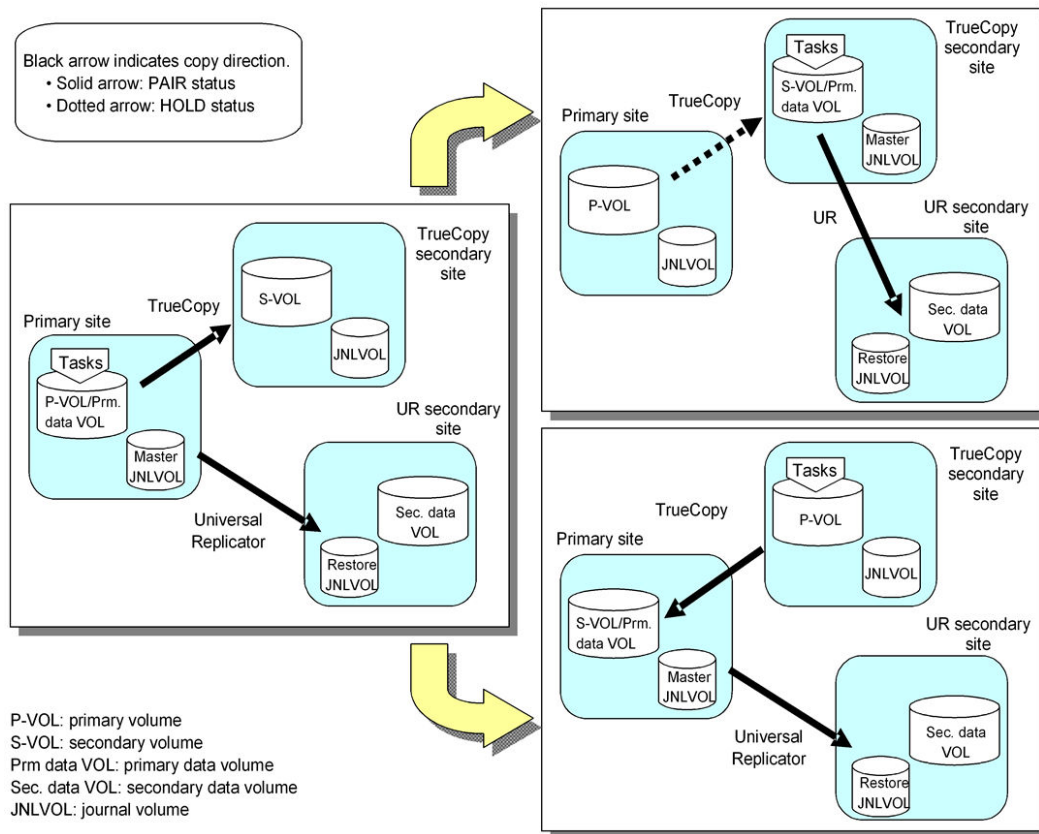 Black arrow indicates copy direction.
• Solid arrow: PAIR status
• Dotted arrow: HOLD status
TrueCopy
secondary
site
S-VOL
JNLVOL
TrueCopy
Primary site
Tasks
P-VOL/Prm.
data VOL
Master
JNLVOL
UR secondary
site
Universal
Replicator
Sec. data
VOL
Restore
JNLVOL
TrueCopy
secondary
site
Tasks
S-VOL/Prm.
data VOL
Master
JNLVOL
TrueCopy
Primary site
P-VOL
JNLVOL
UR
UR secondary
site
Sec. data
VOL
Restore
JNLVOL
TrueCopy
secondary
site
Tasks
P-VOL
JNLVOL
TrueCopy
Primary site
S-VOL/Prm.
data VOL
Master
JNLVOL
UR secondary
site
Universal
Replicator
Sec. data
VOL
Restore
JNLVOL
P-VOL: primary volume
S-VOL: secondary volume
Prm data VOL: primary data volume
Sec. data VOL: secondary data volume
JNLVOL: journal volume